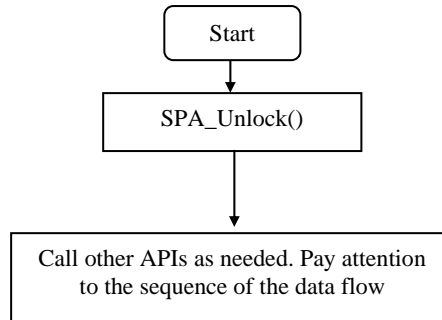 Start
SPA_Unlock()
Call other APIs as needed. Pay attention
to the sequence of the data flow